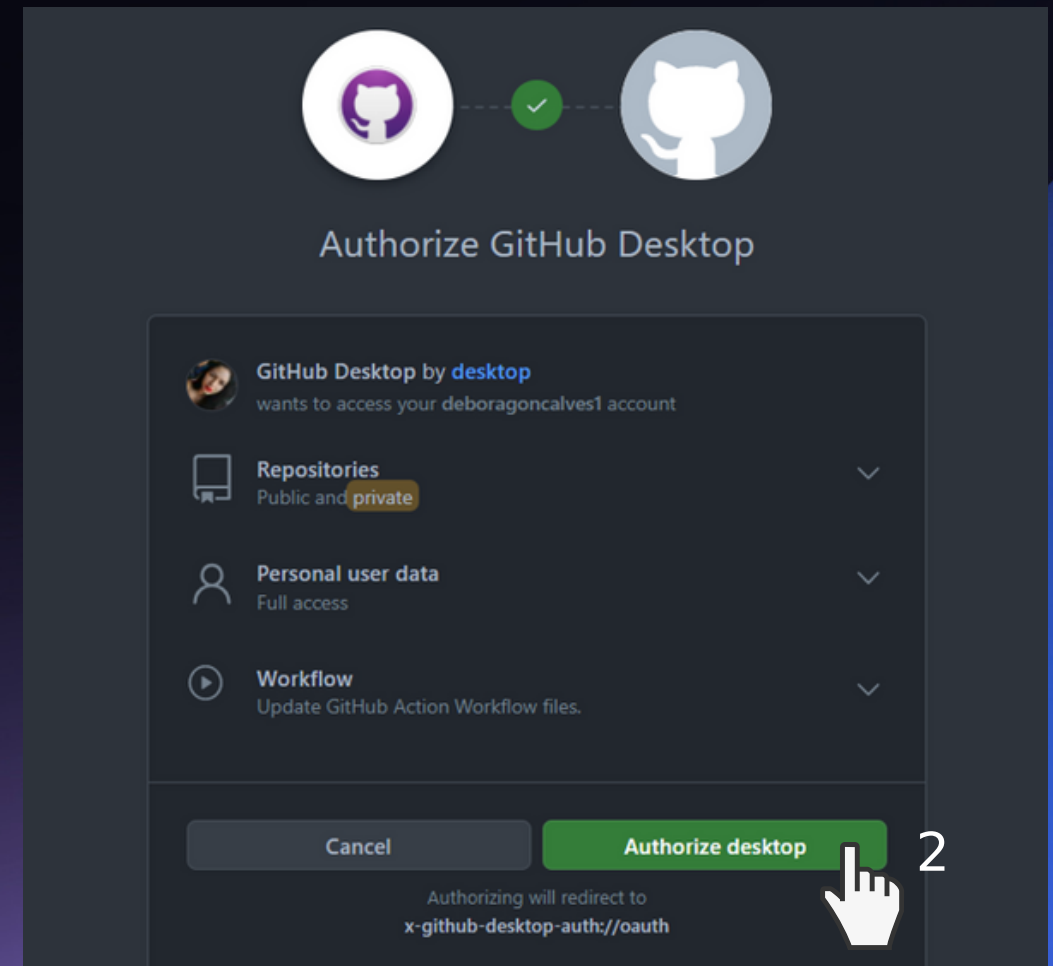 Authorize GitHub Desktop
GitHub Desktop by desktop
wants to access your deboragoncalves1 account
Repositories
Public and private
Personal user data
Full access
Workflow
Update GitHub Action Workflow files.
Cancel
Authorize desktop
2
Authorizing will redirect to
x-github-desktop-auth://oauth